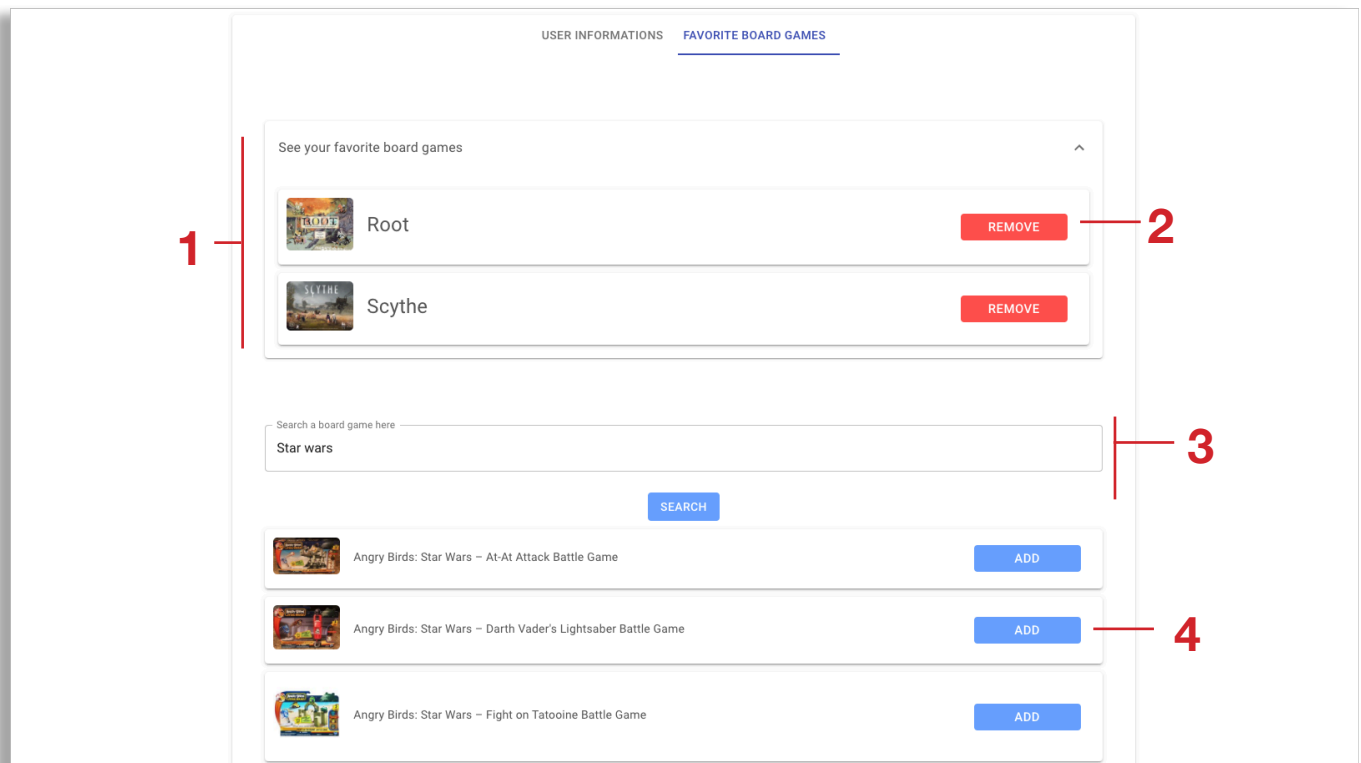 USER INFORMATIONS FAVORITE BOARD GAMES
See your favorite board games
1
ROOT
Root
REMOVE
2
SCYTHE
Scythe
REMOVE
Search a board game here
Star wars
3
SEARCH
Angry Birds: Star Wars – At-At Attack Battle Game
ADD
Angry Birds: Star Wars – Darth Vader's Lightsaber Battle Game
ADD
4
Angry Birds: Star Wars – Fight on Tatooine Battle Game
ADD